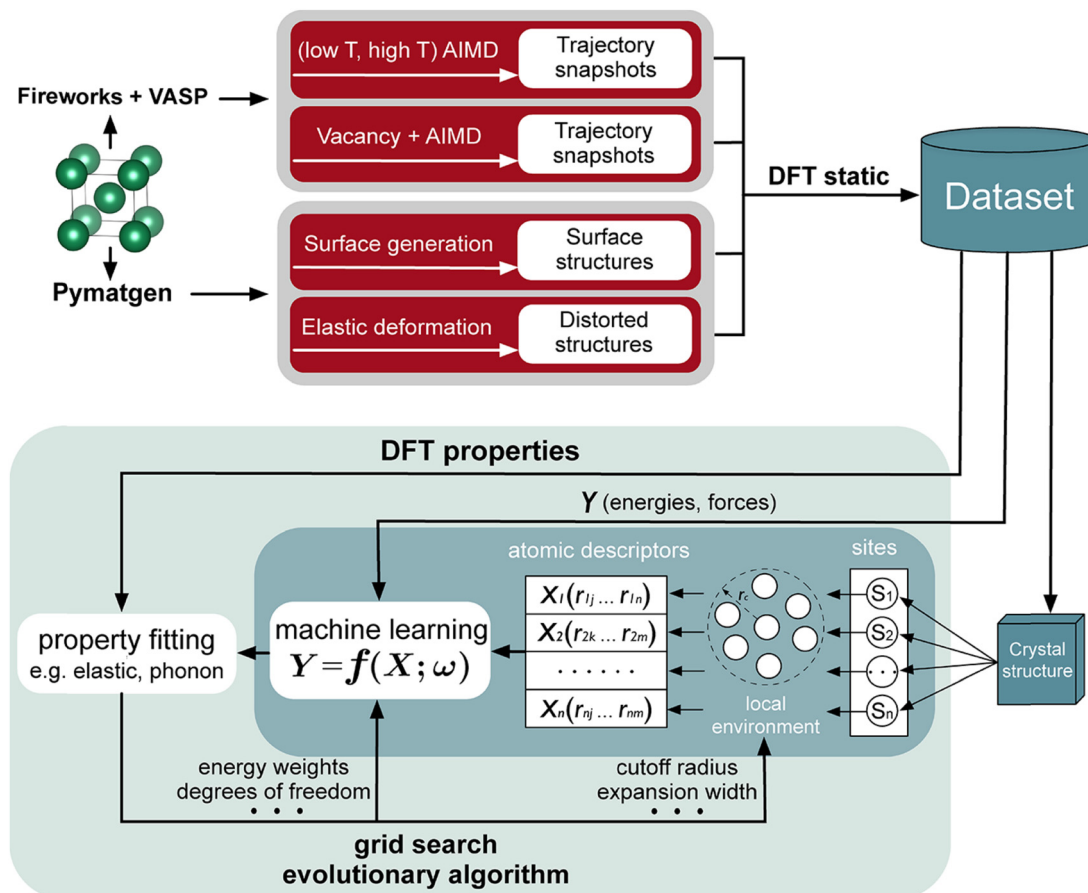 (low T, high T) AIMD
Trajectory
snapshots
Fireworks + VASP
Vacancy + AIMD
Trajectory
snapshots
DFT static
Dataset
Surface generation
Surface
structures
Pymatgen
Elastic deformation
Distorted
structures
DFT properties
Y (energies, forces)
atomic descriptors
sites
X1(r1j ... r1n)
rc
S1
machine learning
Y = f(X; ω)
X2(r2k ... r2m)
S2
property fitting
e.g. elastic, phonon
· · · · · ·
· · ·
Crystal
structure
Xn(rnj ... rnm)
local
environment
Sn
energy weights
degrees of freedom
• • •
cutoff radius
expansion width
• • •
grid search
evolutionary algorithm